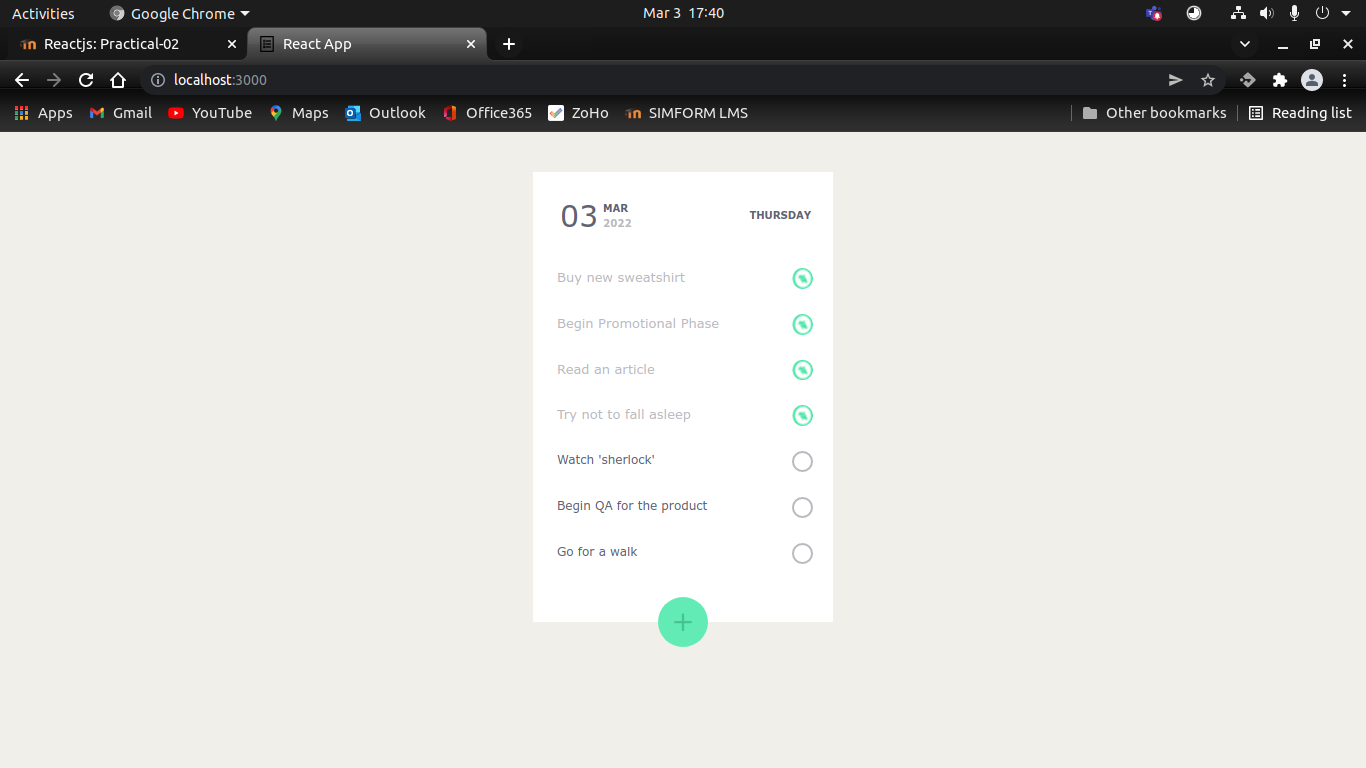 Activities Google Chrome Mar 3 17:40
Reactjs: Practical-02 React App
localhost:3000
Apps Gmail YouTube Maps Outlook Office365 ZoHo SIMFORM LMS Other bookmarks Reading list
03 MAR 2022 THURSDAY
Buy new sweatshirt
Begin Promotional Phase
Read an article
Try not to fall asleep
Watch 'sherlock'
Begin QA for the product
Go for a walk